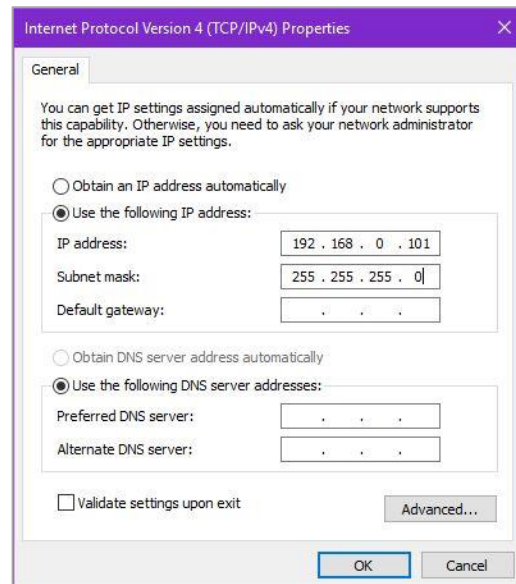 Internet Protocol Version 4 (TCP/IPv4) Properties
General
You can get IP settings assigned automatically if your network supports
this capability. Otherwise, you need to ask your network administrator
for the appropriate IP settings.
Obtain an IP address automatically
Use the following IP address:
IP address: 192 . 168 . 0 . 101
Subnet mask: 255 . 255 . 255 . 0
Default gateway: . . .
Obtain DNS server address automatically
Use the following DNS server addresses:
Preferred DNS server: . . .
Alternate DNS server: . . .
Validate settings upon exit
Advanced...
OK Cancel